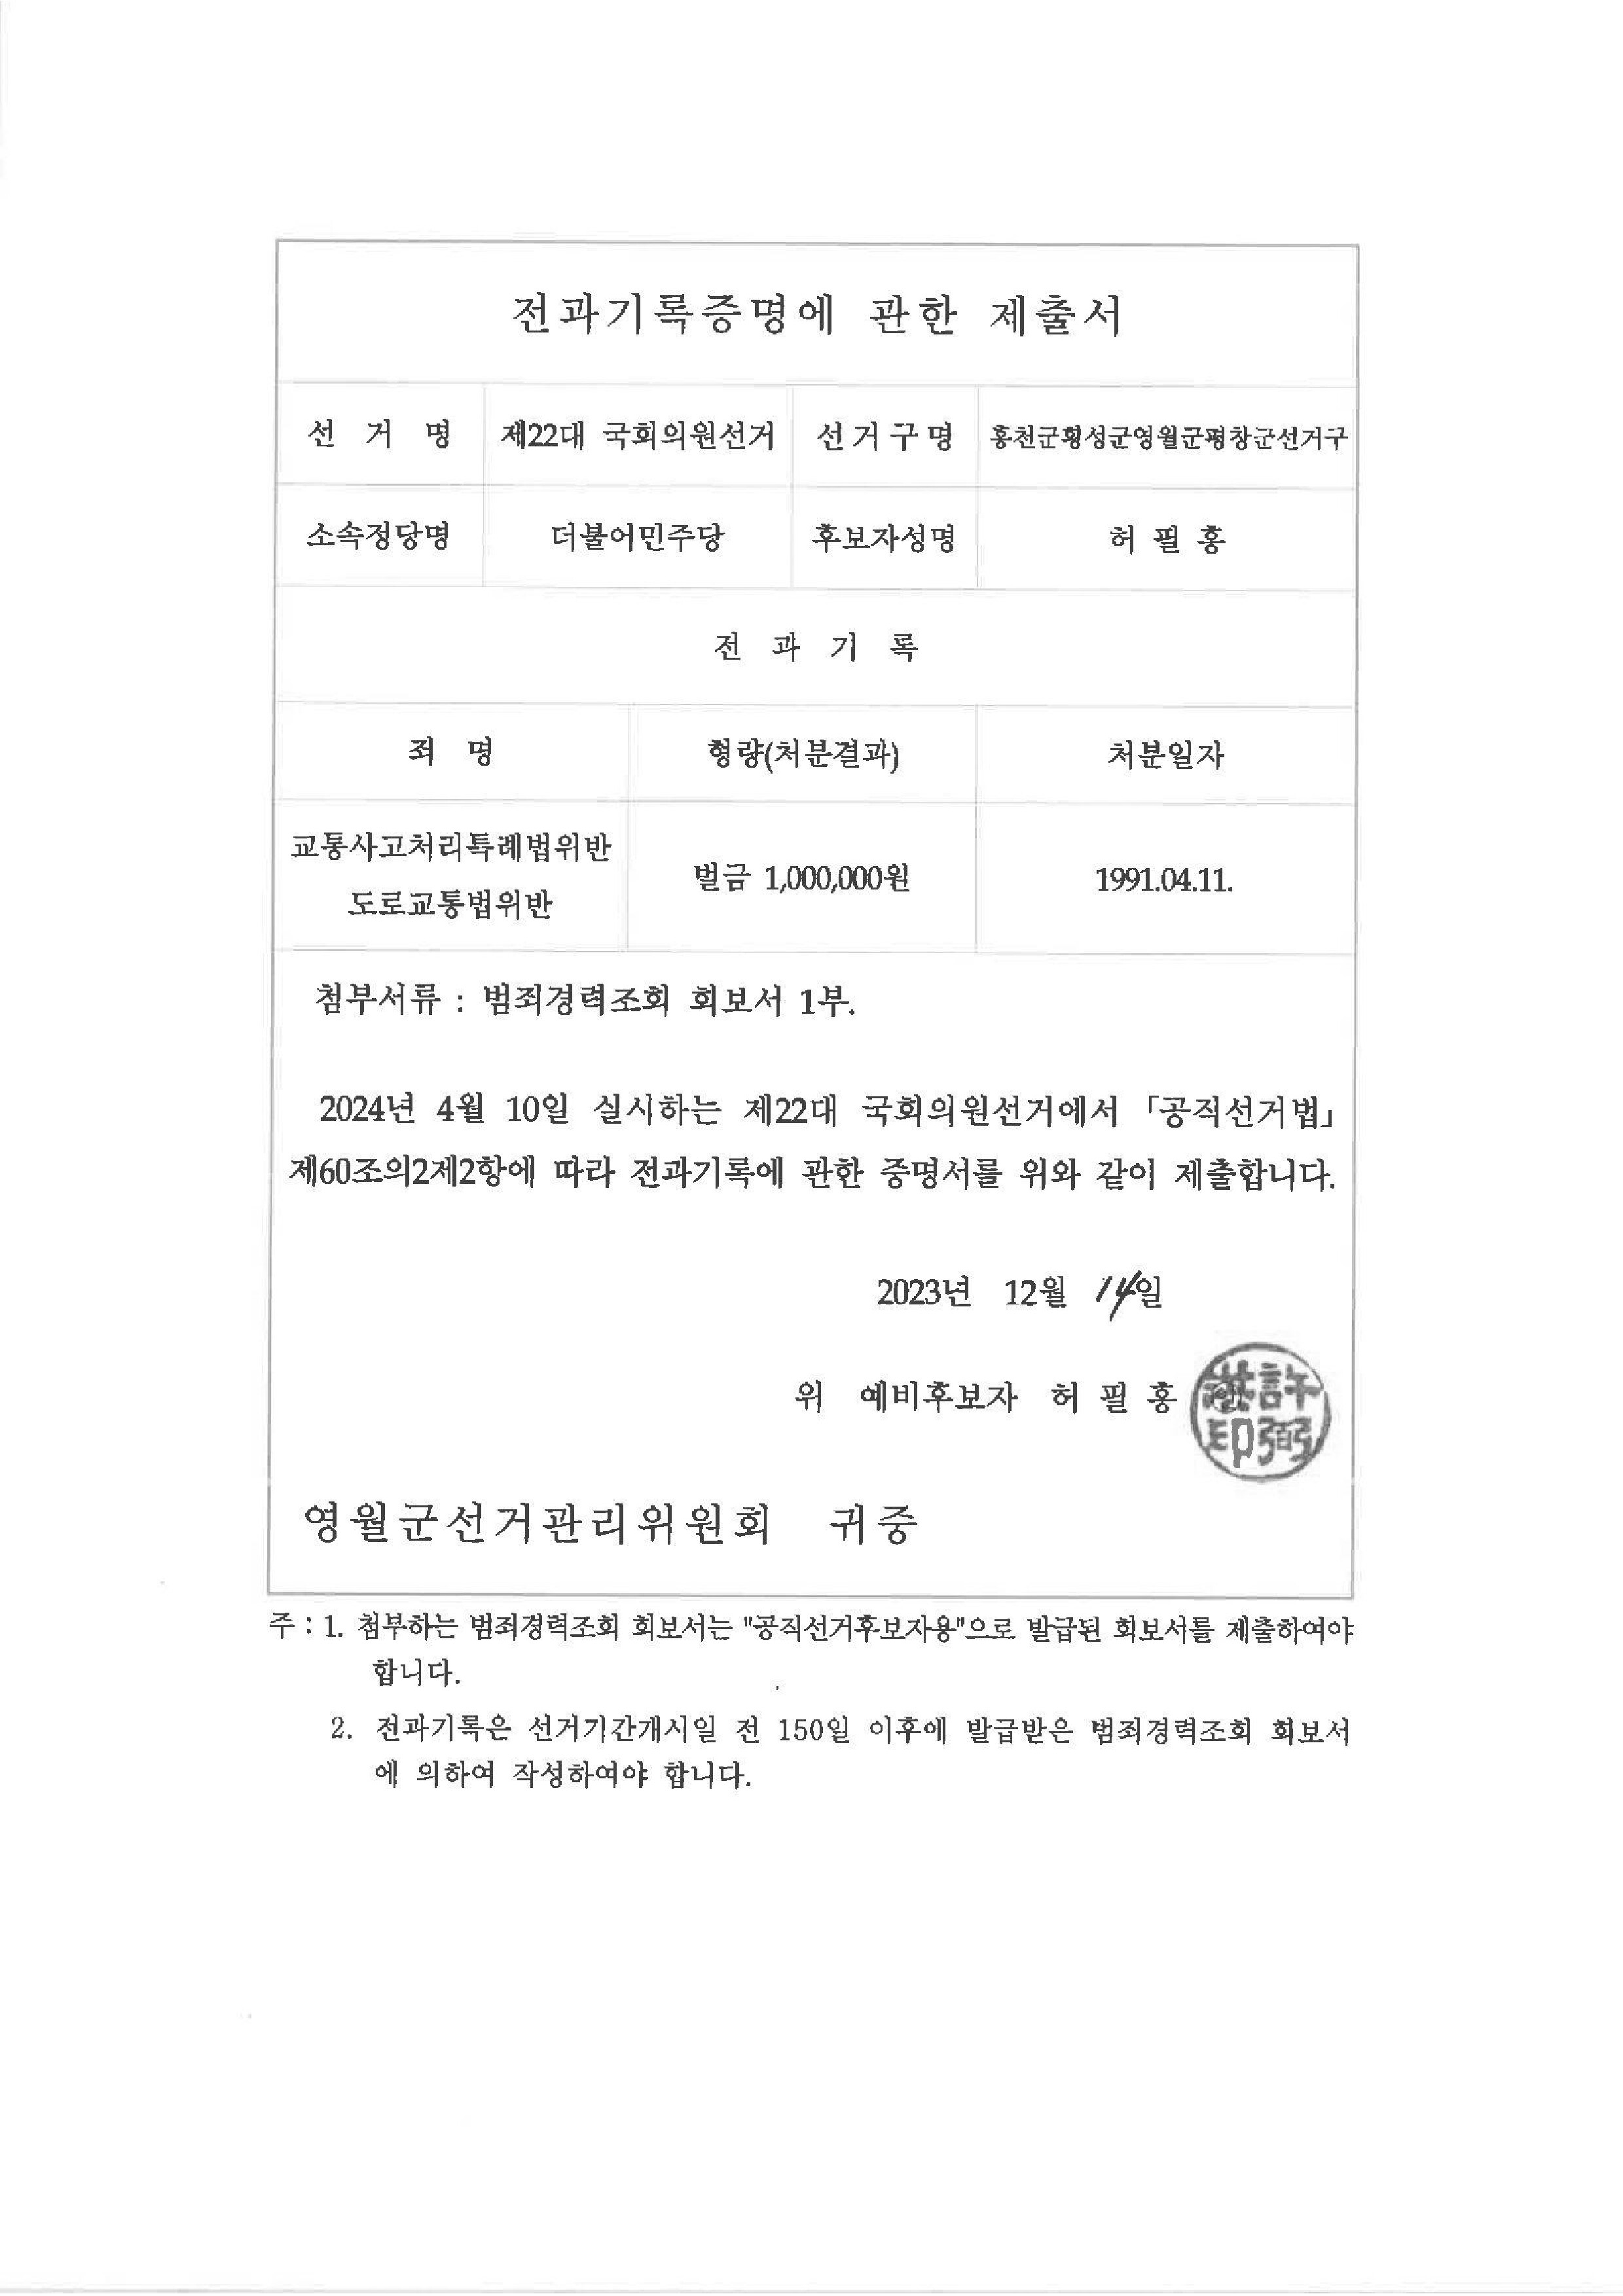 전과기록증명에 관한 제출서
선 거 명 제22대 국회의원선거 선거구명 홍천군횡성군영월군평창군선거구
소속정당명 더불어민주당 후보자성명 허 필 홍
전 과 기 록
죄 명 형량(처분결과) 처분일자
교통사고처리특례법위반
도로교통법위반
벌금 1,000,000원 1991.04.11.
첨부서류 : 범죄경력조회 회보서 1부.
2024년 4월 10일 실시하는 제22대 국회의원선거에서 「공직선거법」
제60조의2제2항에 따라 전과기록에 관한 증명서를 위와 같이 제출합니다.
2023년 12월 14일
위 예비후보자 허 필 홍
許弼洪印
영월군선거관리위원회 귀중
주 : 1. 첨부하는 범죄경력조회 회보서는 "공직선거후보자용"으로 발급된 회보서를 제출하여야
합니다.
2. 전과기록은 선거기간개시일 전 150일 이후에 발급받은 범죄경력조회 회보서
에 의하여 작성하여야 합니다.